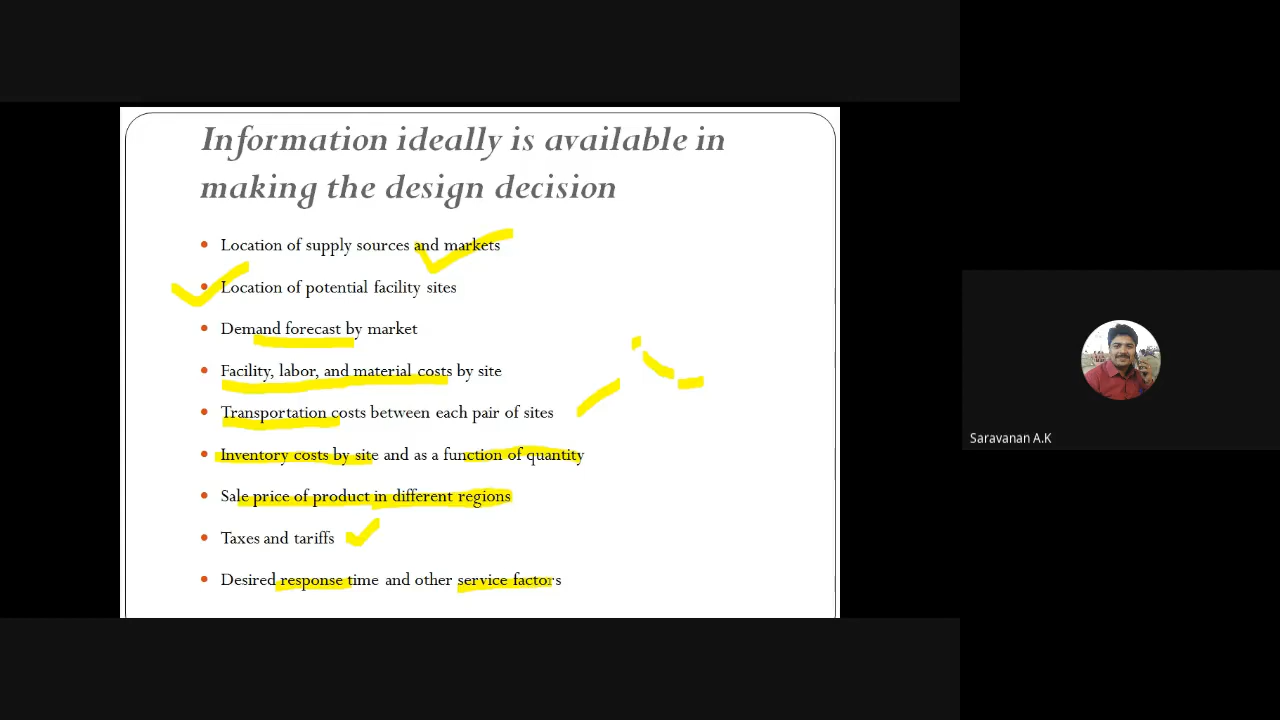 Information ideally is available in
making the design decision
• Location of supply sources and markets
• Location of potential facility sites
• Demand forecast by market
• Facility, labor, and material costs by site
• Transportation costs between each pair of sites
• Inventory costs by site and as a function of quantity
• Sale price of product in different regions
• Taxes and tariffs
• Desired response time and other service factors
Saravanan A.K